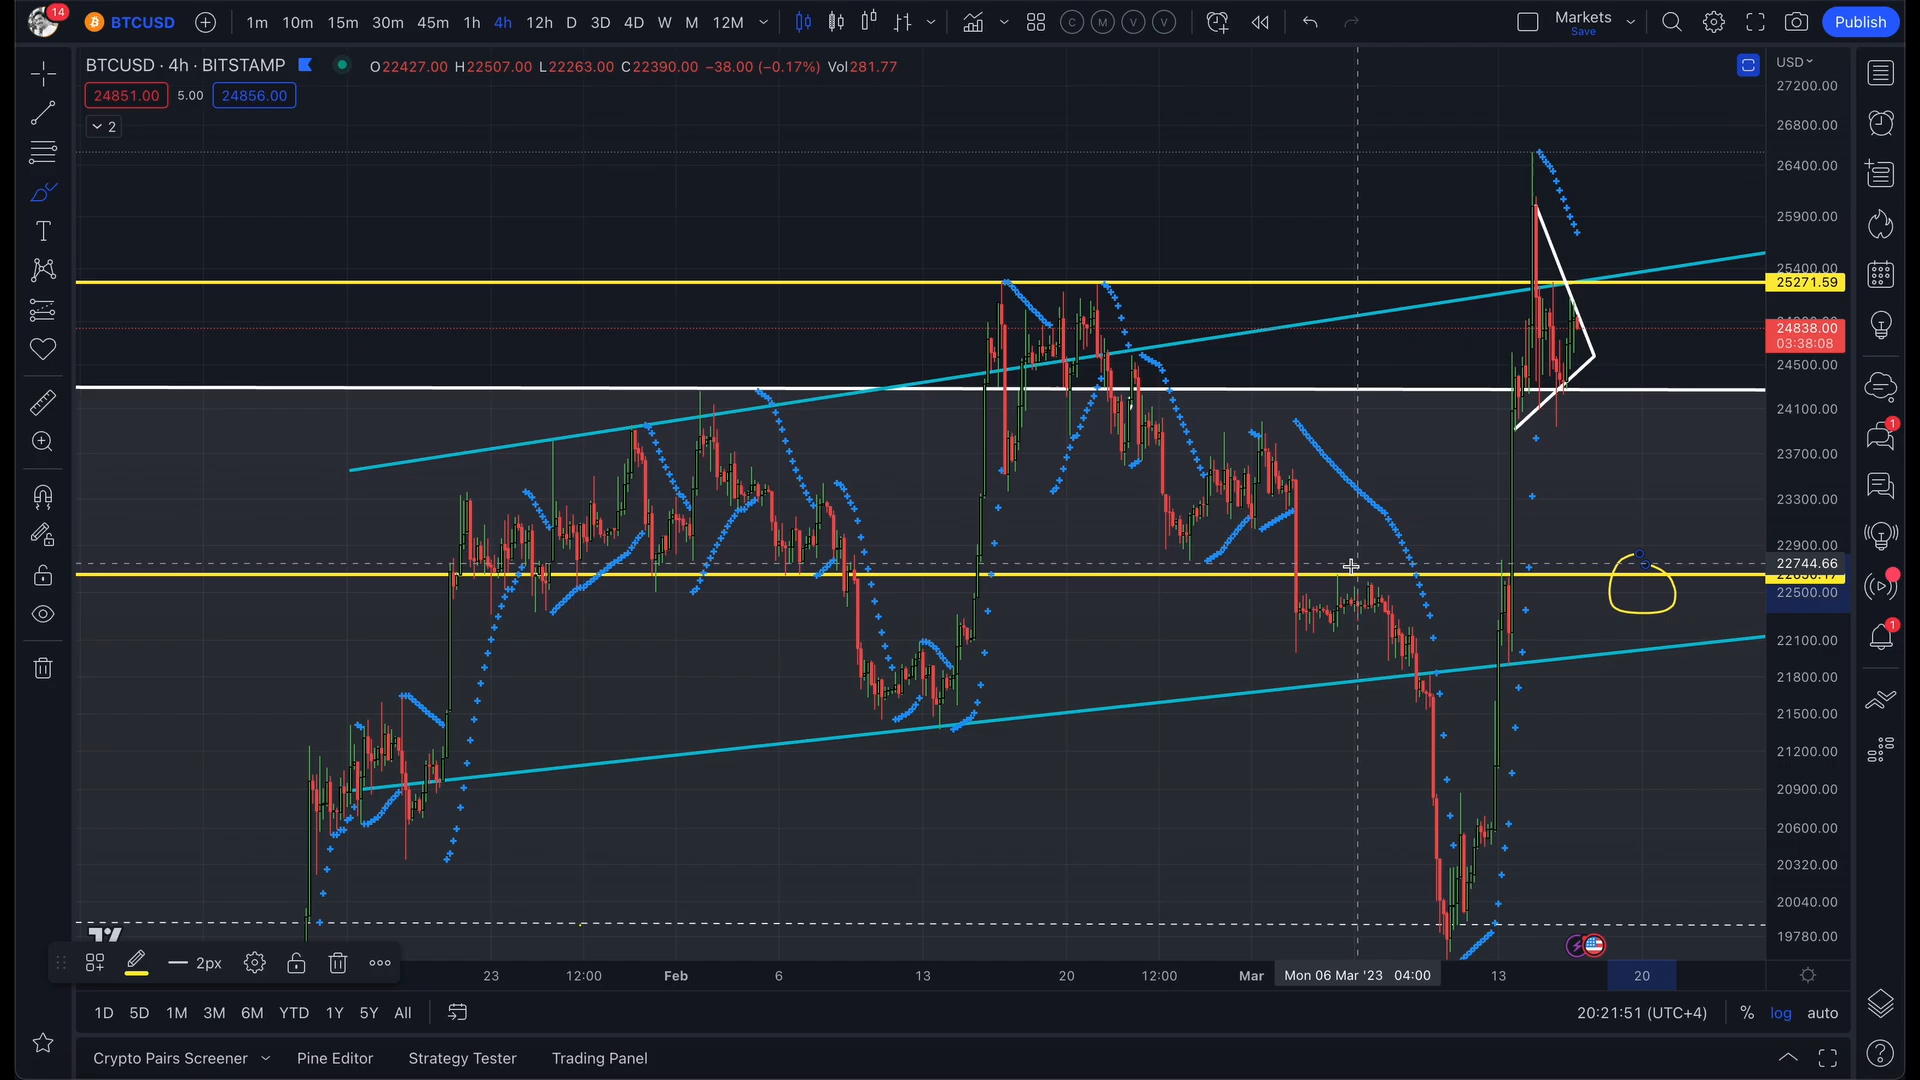 14
BTCUSD
1m 10m 15m 30m 45m 1h 4h 12h D 3D 4D W M 12M
C M V V
Markets
Save
Publish
BTCUSD · 4h · BITSTAMP
O22427.00 H22507.00 L22263.00 C22390.00 −38.00 (−0.17%) Vol281.77
24851.00 5.00 24856.00
2
USD
27200.00
26800.00
26400.00
25900.00
25400.00
25271.59
24838.00
03:38:08
24500.00
24100.00
23700.00
23300.00
22900.00
22744.66
22500.00
22100.00
21800.00
21500.00
21200.00
20900.00
20600.00
20320.00
20040.00
19780.00
1
1
2px
23 12:00 Feb 6 13 20 12:00 Mar Mon 06 Mar '23 04:00 13 20
1D 5D 1M 3M 6M YTD 1Y 5Y All
20:21:51 (UTC+4) % log auto
Crypto Pairs Screener Pine Editor Strategy Tester Trading Panel